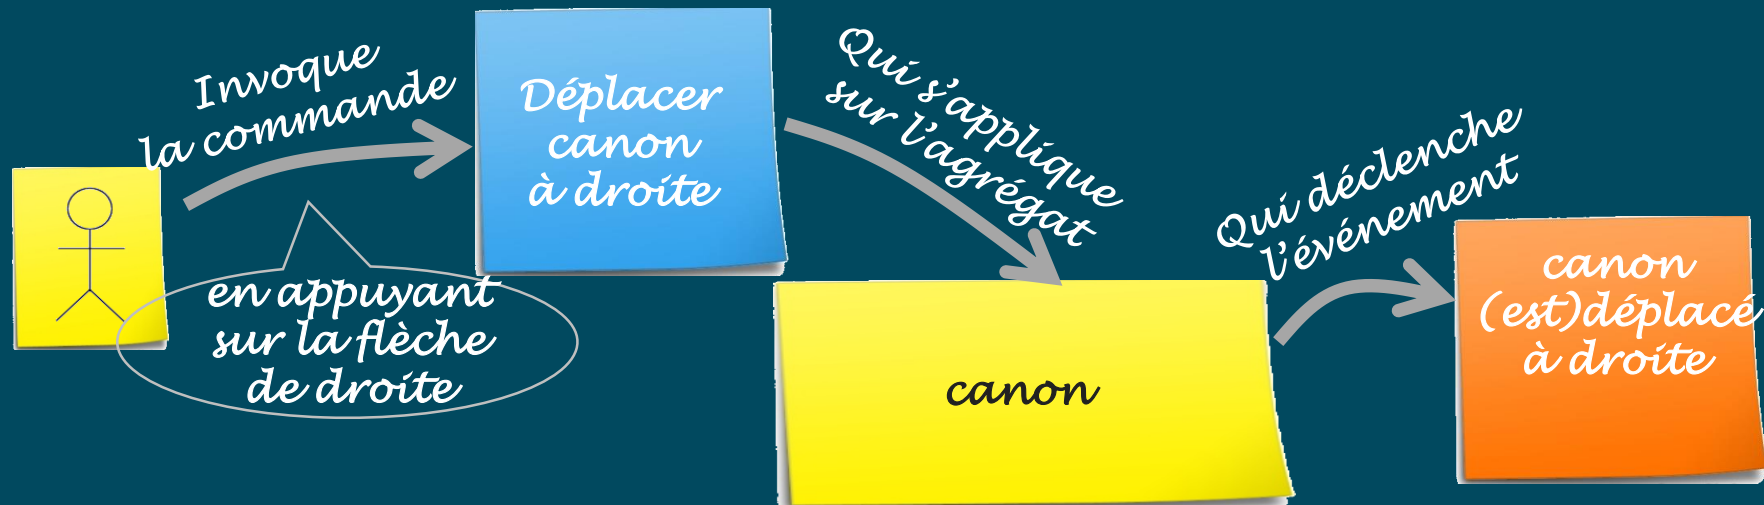 Invoque
la commande
en appuyant
sur la flèche
de droite
Déplacer
canon
à droite
Qui s'applique
sur l'agrégat
canon
Qui déclenche
l'événement
canon
(est)déplacé
à droite